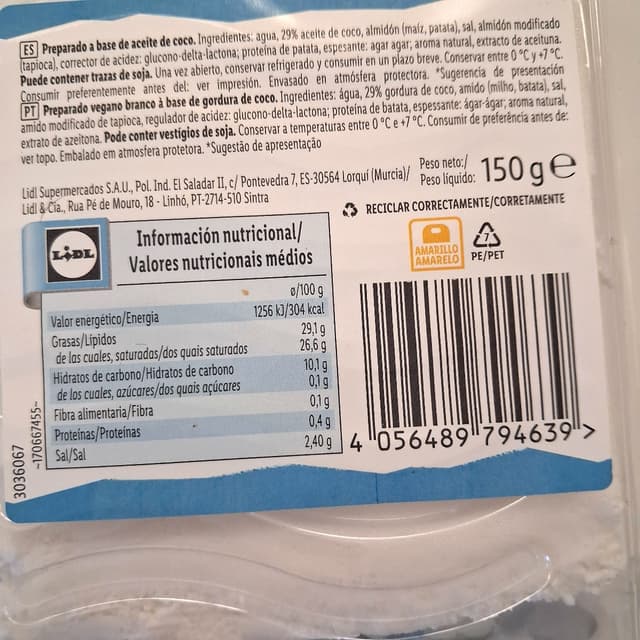 ES Preparado a base de aceite de coco. Ingredientes: agua, 29% aceite de coco, almidón (maíz, patata), sal, almidón modificado
(tapioca), corrector de acidez: glucono-delta-lactona; proteína de patata, espesante: agar agar; aroma natural, extracto de aceituna.
Puede contener trazas de soja. Una vez abierto, conservar refrigerado y consumir en un plazo breve. Conservar entre 0 °C y +7 °C.
Consumir preferentemente antes del: ver impresión. Envasado en atmósfera protectora. *Sugerencia de presentación
PT Preparado vegano branco à base de gordura de coco. Ingredientes: água, 29% gordura de coco, amido (milho, batata), sal,
amido modificado de tapioca, regulador de acidez: glucono-delta-lactona; proteína de batata, espessante: ágar-ágar; aroma natural,
extrato de azeitona. Pode conter vestígios de soja. Conservar a temperaturas entre 0 °C e +7 °C. Consumir de preferência antes de:
ver topo. Embalado em atmosfera protetora. *Sugestão de apresentação
Lidl Supermercados S.A.U., Pol. Ind. El Saladar II, c/ Pontevedra 7, ES-30564 Lorquí (Murcia)/
Lidl & Cia., Rua Pé de Mouro, 18 - Linhó, PT-2714-510 Sintra
Peso neto:/
Peso líquido:
150 g e
RECICLAR CORRECTAMENTE/CORRETAMENTE
AMARILLO
AMARELO
7
PE/PET
LIDL
Información nutricional/
Valores nutricionais médios
ø/100 g
Valor energético/Energia 1256 kJ/304 kcal
Grasas/Lípidos 29,1 g
de las cuales, saturadas/dos quais saturados 26,6 g
Hidratos de carbono/Hidratos de carbono 10,1 g
de los cuales, azúcares/dos quais açúcares 0,1 g
Fibra alimentaria/Fibra 0,1 g
Proteínas/Proteínas 0,4 g
Sal/Sal 2,40 g
4 056489 794639 >
3036067
~170667455~